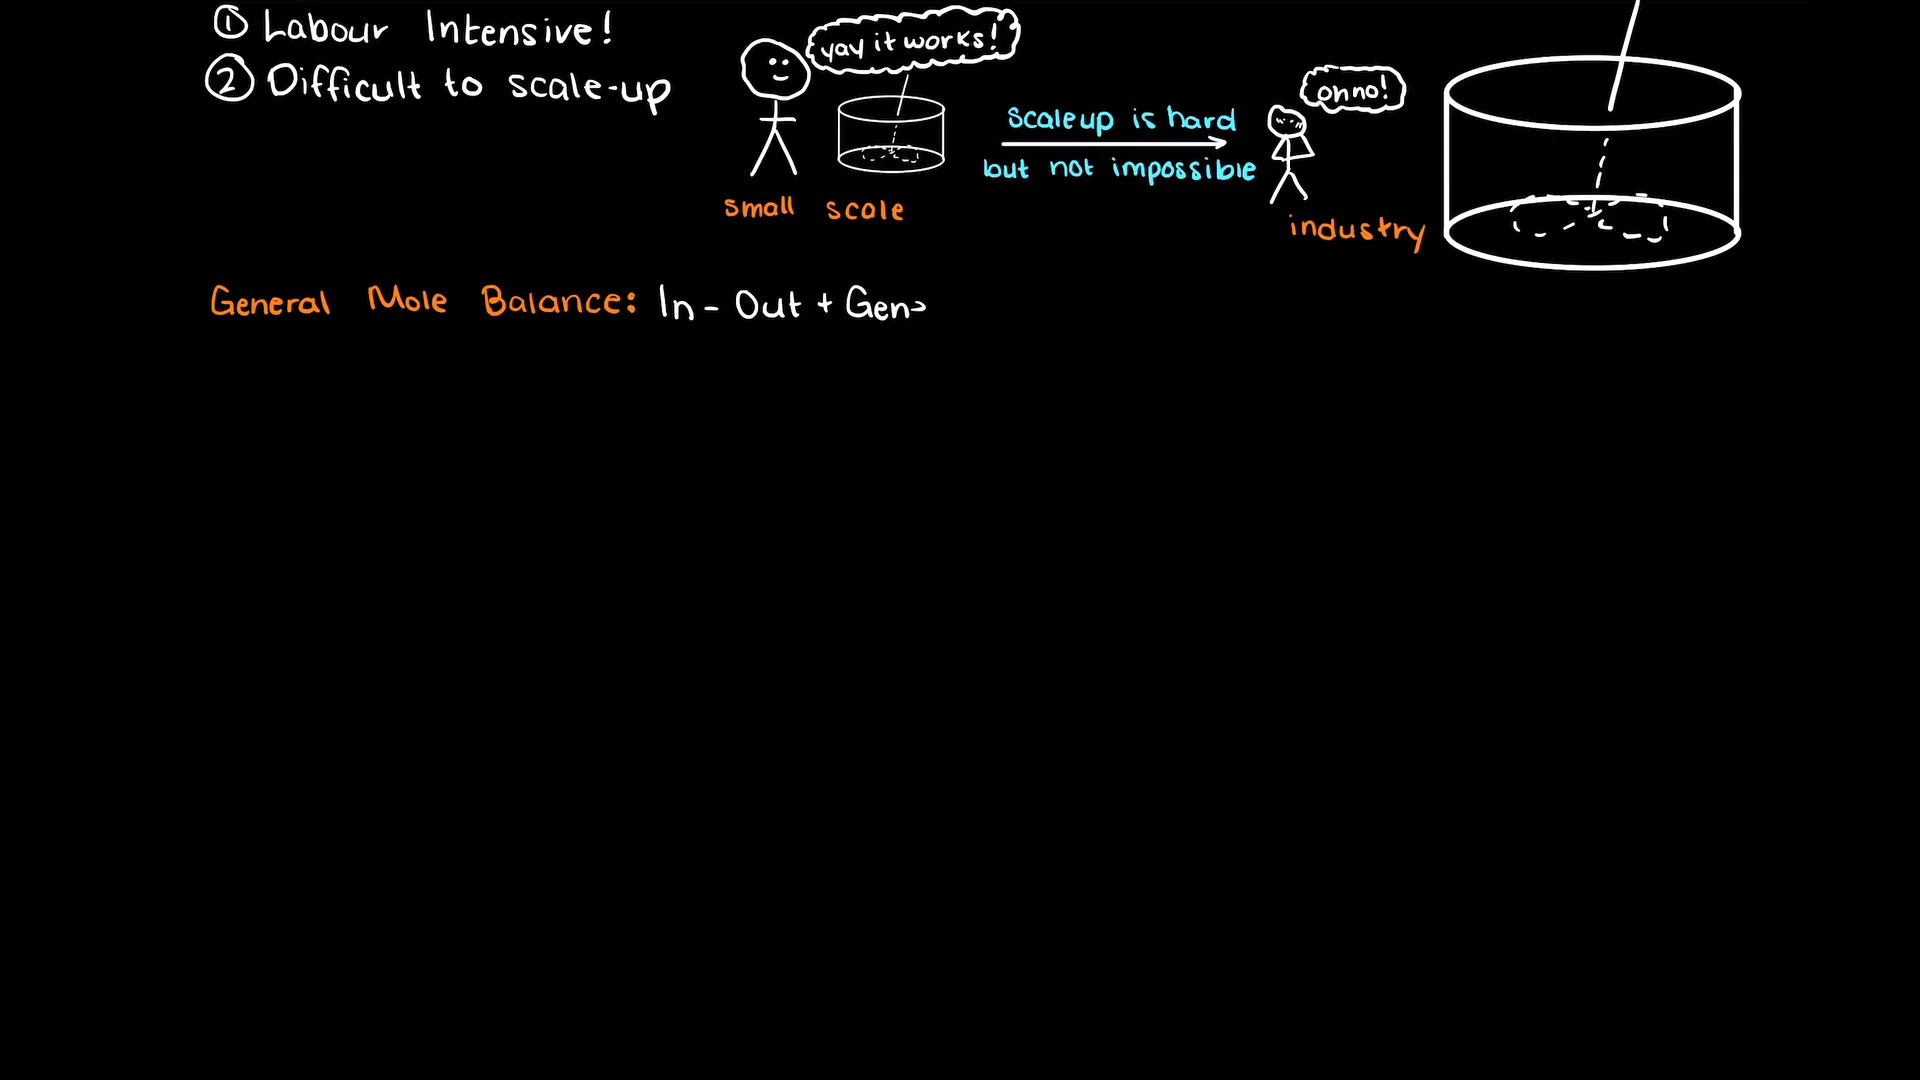 ① Labour Intensive!
② Difficult to scale-up
yay it works!
small scale
scaleup is hard
but not impossible
oh no!
industry
General Mole Balance: In - Out + Gen